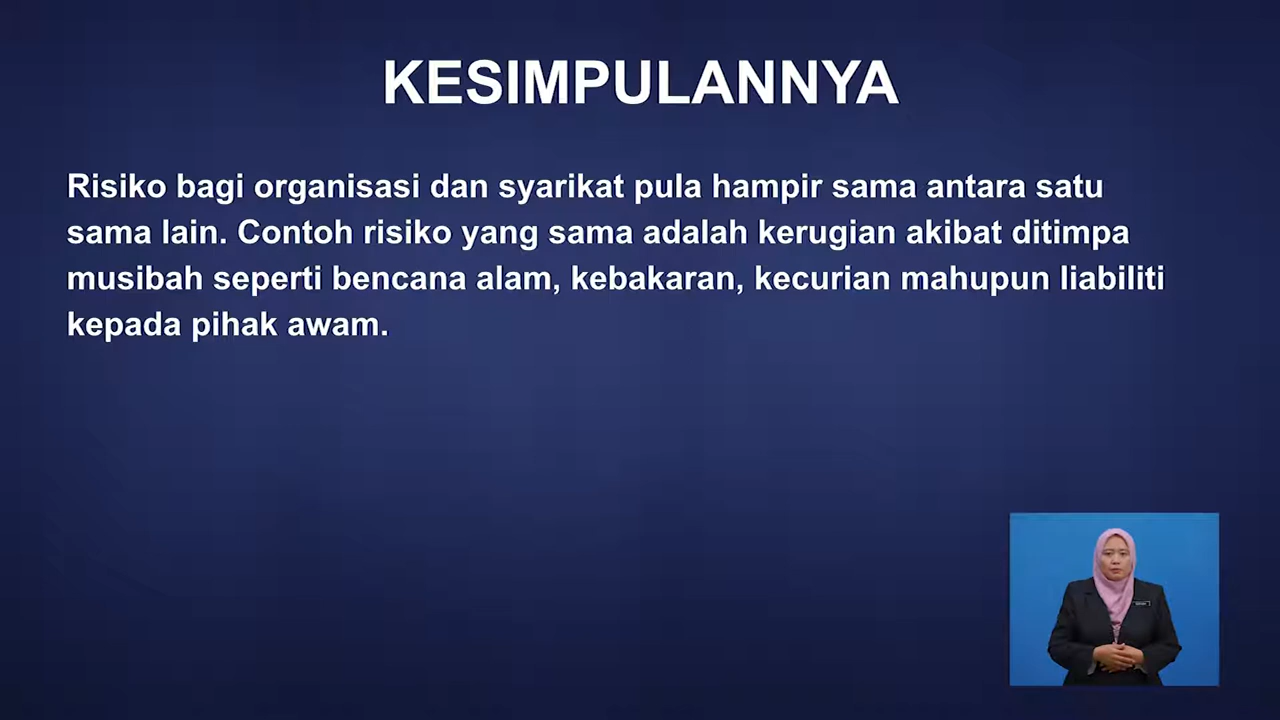 KESIMPULANNYA
Risiko bagi organisasi dan syarikat pula hampir sama antara satu
sama lain. Contoh risiko yang sama adalah kerugian akibat ditimpa
musibah seperti bencana alam, kebakaran, kecurian mahupun liabiliti
kepada pihak awam.